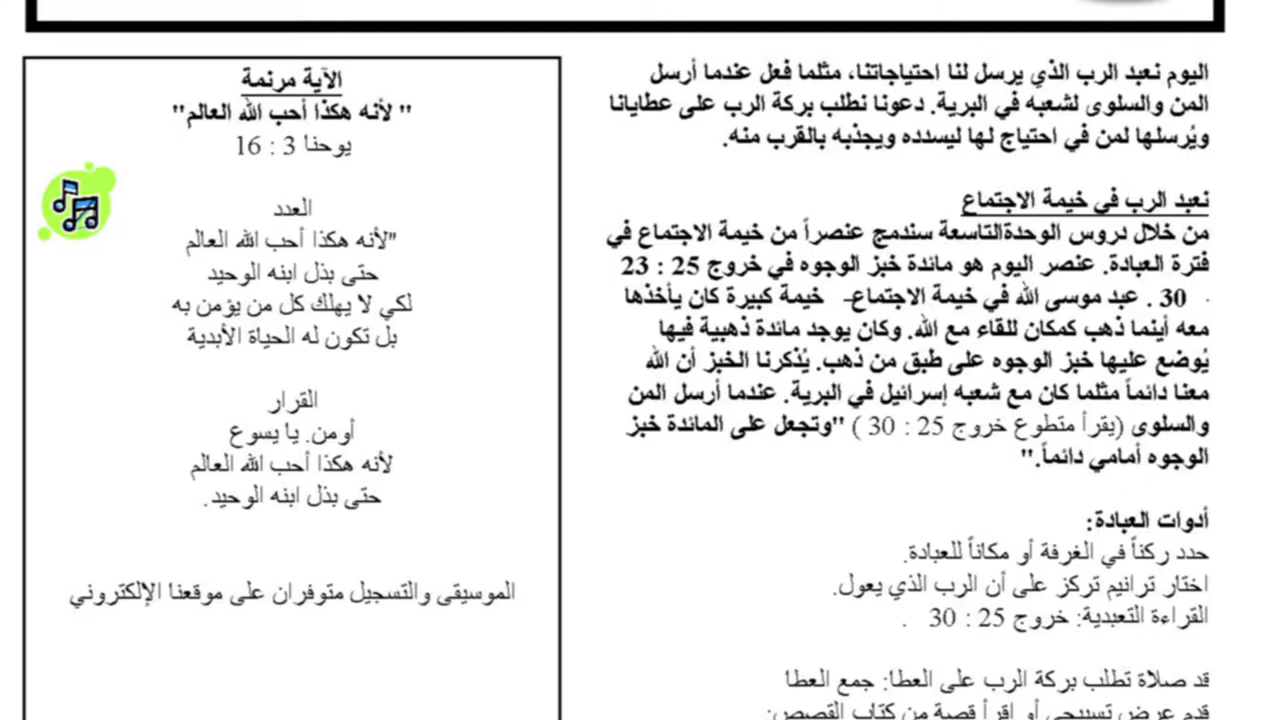 اليوم نعبد الرب الذي يرسل لنا احتياجاتنا، مثلما فعل عندما أرسل
المن والسلوى لشعبه في البرية. دعونا نطلب بركة الرب على عطايانا
ويُرسلها لمن في احتياج لها ليسدده ويجذبه بالقرب منه.
نعبد الرب في خيمة الاجتماع
من خلال دروس الوحدةالتاسعة سندمج عنصراً من خيمة الاجتماع في
فترة العبادة. عنصر اليوم هو مائدة خبز الوجوه في خروج 25 : 23
- 30 . عبد موسى الله في خيمة الاجتماع- خيمة كبيرة كان يأخذها
معه أينما ذهب كمكان للقاء مع الله. وكان يوجد مائدة ذهبية فيها
يُوضع عليها خبز الوجوه على طبق من ذهب. يُذكرنا الخبز أن الله
معنا دائماً مثلما كان مع شعبه إسرائيل في البرية. عندما أرسل المن
والسلوى (يقرأ متطوع خروج 25 : 30 ) "وتجعل على المائدة خبز
الوجوه أمامي دائماً."
أدوات العبادة:
حدد ركناً في الغرفة أو مكاناً للعبادة.
اختار ترانيم تركز على أن الرب الذي يعول.
القراءة التعبدية: خروج 25 : 30 .
قد صلاة تطلب بركة الرب على العطا: جمع العطا
قدم عرض تسبيحي أو اقرأ قصة من كتاب القصص:
الآية مرنمة
" لأنه هكذا أحب الله العالم"
يوحنا 3 : 16
العدد
"لأنه هكذا أحب الله العالم
حتى بذل ابنه الوحيد
لكي لا يهلك كل من يؤمن به
بل تكون له الحياة الأبدية
القرار
أومن. يا يسوع
لأنه هكذا أحب الله العالم
حتى بذل ابنه الوحيد.
الموسيقى والتسجيل متوفران على موقعنا الإلكتروني